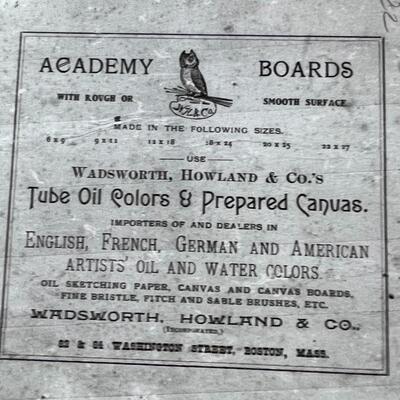 ACADEMY BOARDS
W.H. & Co.
WITH ROUGH OR SMOOTH SURFACE
MADE IN THE FOLLOWING SIZES.
6 x 9 9 x 11 12 x 18 18 x 24 20 x 25 22 x 27
USE
WADSWORTH, HOWLAND & CO.'S
Tube Oil Colors & Prepared Canvas.
IMPORTERS OF AND DEALERS IN
ENGLISH, FRENCH, GERMAN AND AMERICAN
ARTISTS' OIL AND WATER COLORS.
OIL SKETCHING PAPER, CANVAS AND CANVAS BOARDS,
FINE BRISTLE, FITCH AND SABLE BRUSHES, ETC.
WADSWORTH, HOWLAND & CO.,
(INCORPORATED,)
82 & 84 WASHINGTON STREET, BOSTON, MASS.